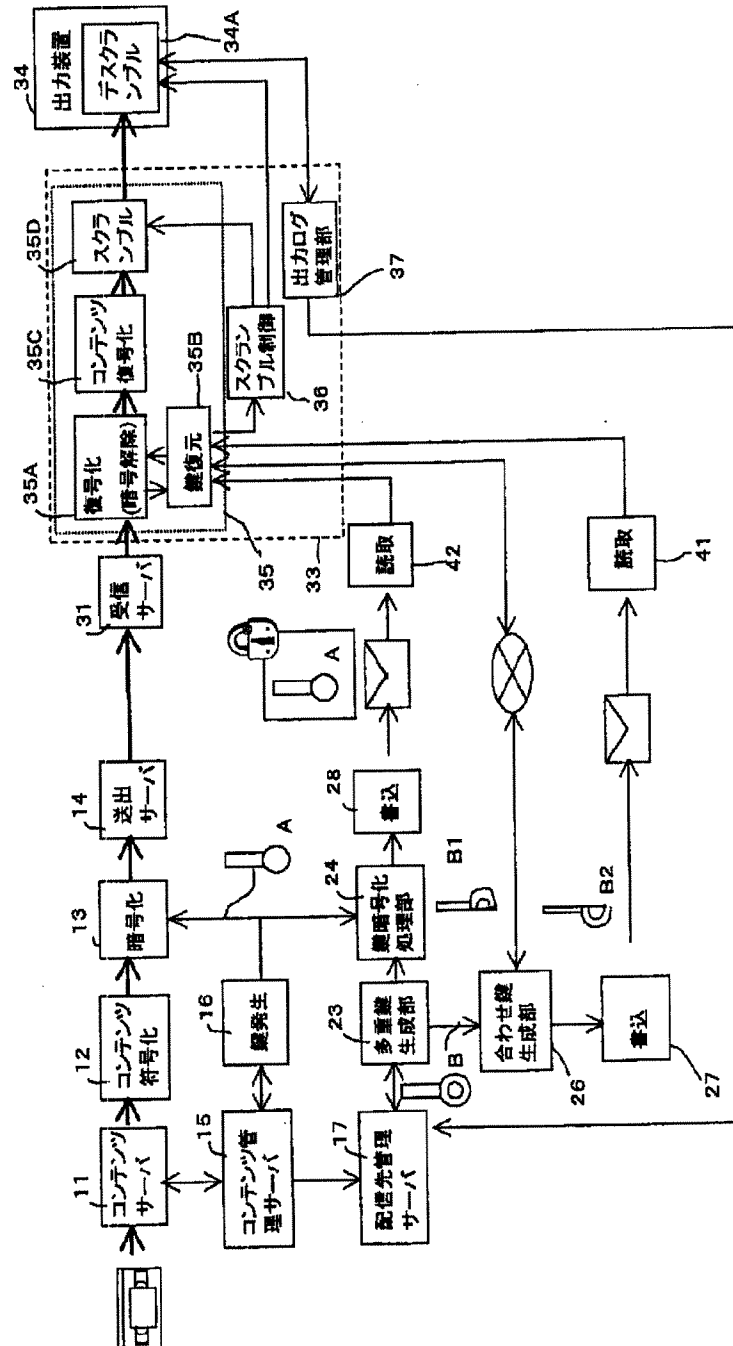 11
コンテンツ
サーバ
12
コンテンツ
符号化
13
暗号化
14
送出
サーバ
31
受信
サーバ
35A
復号化
(暗号解除)
35C
コンテンツ
復号化
35D
スクラ
ンブル
34
出力装置
デスクラ
ンブル
34A
15
コンテンツ管
理サーバ
16
鍵発生
A
35B
鍵復元
スクラン
ブル制御
36
出力ログ
管理部
37
35
33
17
配信先管理
サーバ
23
多重鍵
生成部
24
鍵暗号化
処理部
28
書込
A
読取
42
B
B1
合わせ鍵
生成部
26
B2
書込
27
読取
41